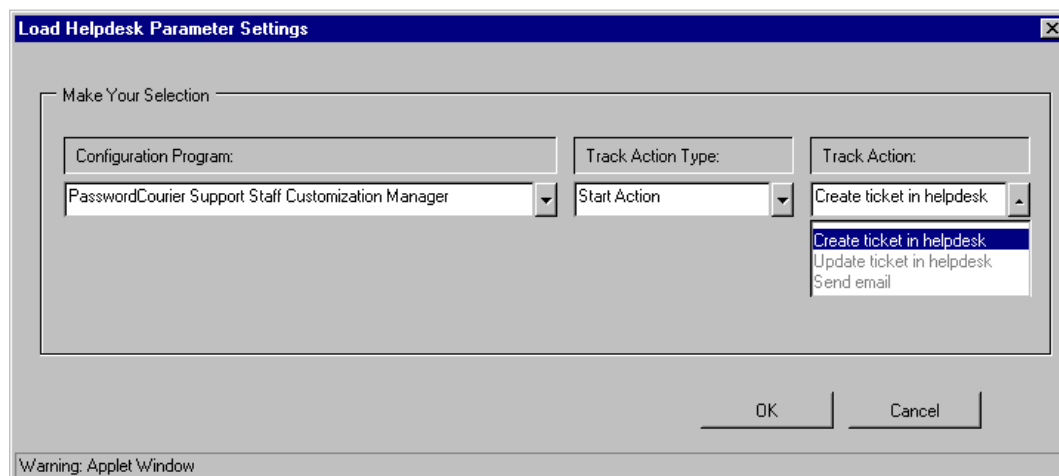 Load Helpdesk Parameter Settings
Make Your Selection
Configuration Program:
Track Action Type:
Track Action:
PasswordCourier Support Staff Customization Manager
Start Action
Create ticket in helpdesk
Create ticket in helpdesk
Update ticket in helpdesk
Send email
OK
Cancel
Warning: Applet Window